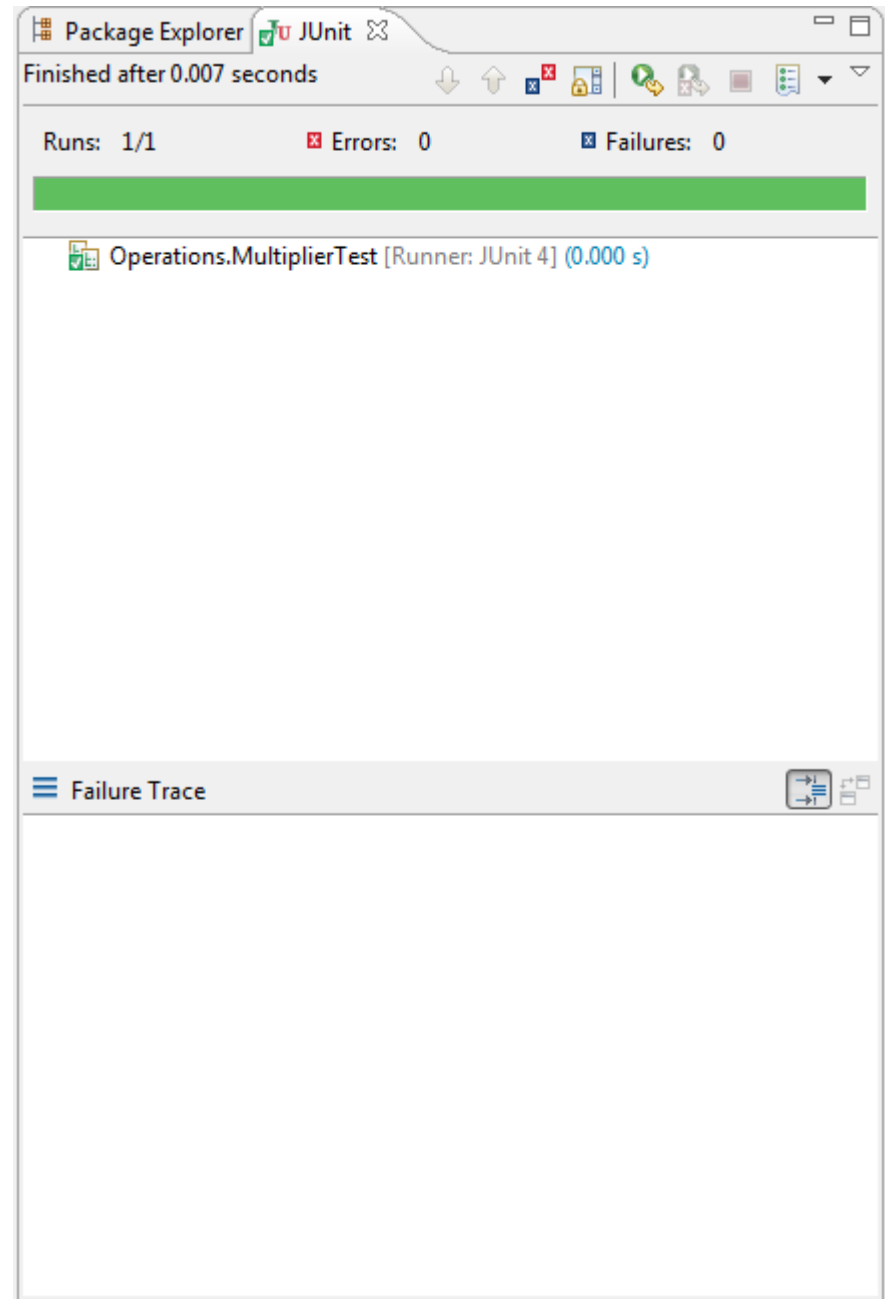 Package Explorer JUnit
Finished after 0.007 seconds
Runs: 1/1 Errors: 0 Failures: 0
Operations.MultiplierTest [Runner: JUnit 4] (0.000 s)
Failure Trace